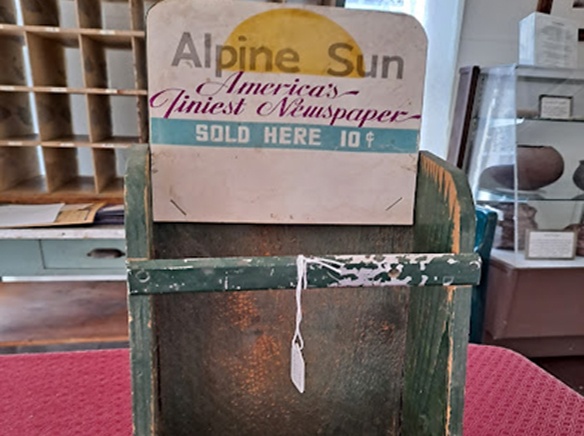 Alpine Sun
America's
Tiniest Newspaper
SOLD HERE 10¢